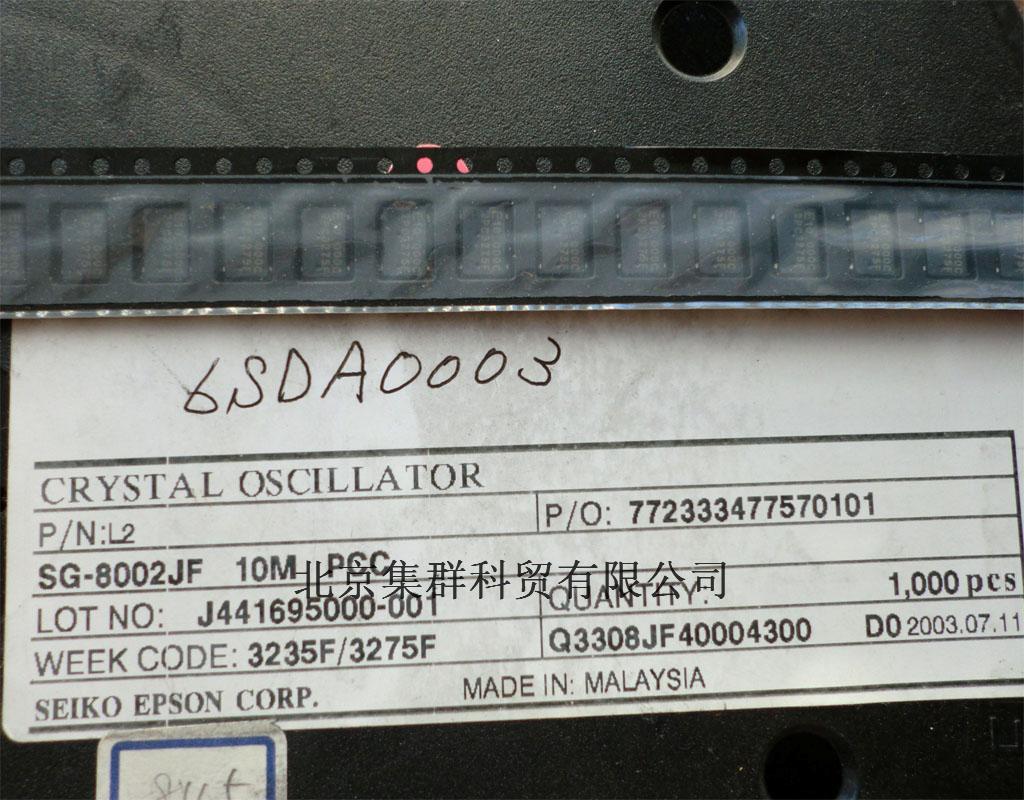 6SDA0003
CRYSTAL OSCILLATOR
P/N:L2 P/O: 772333477570101
SG-8002JF 10M PCC
北京集群科贸有限公司
QUANTITY: 1,000 pcs
LOT NO: J441695000-001
Q3308JF40004300 D0 2003.07.11
WEEK CODE: 3235F/3275F
SEIKO EPSON CORP. MADE IN: MALAYSIA